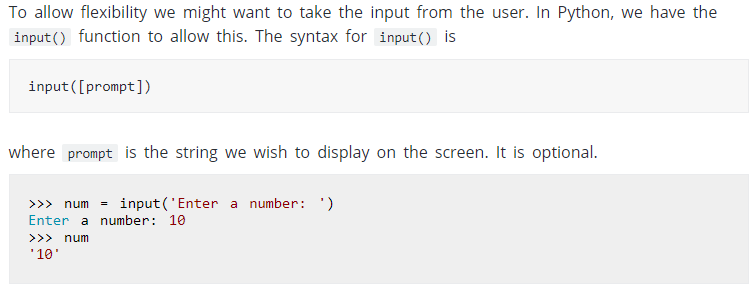 To allow flexibility we might want to take the input from the user. In Python, we have the
input() function to allow this. The syntax for input() is
input([prompt])
where prompt is the string we wish to display on the screen. It is optional.
>>> num = input('Enter a number: ')
Enter a number: 10
>>> num
'10'